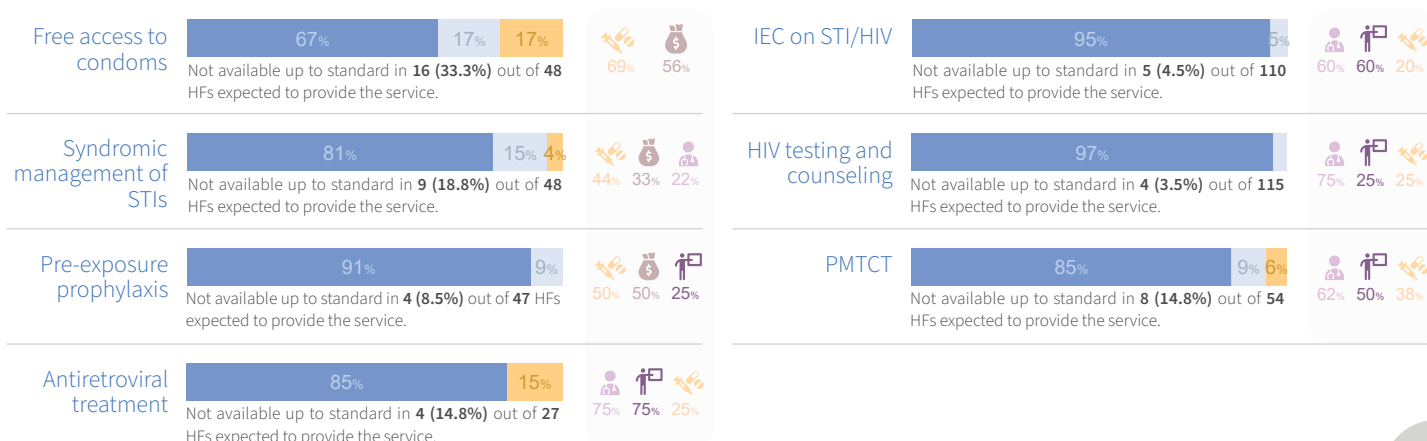 Free access to
condoms
67%
17%
17%
Not available up to standard in 16 (33.3%) out of 48
HFs expected to provide the service.
69%
56%
Syndromic
management of
STIs
81%
15%
4%
Not available up to standard in 9 (18.8%) out of 48
HFs expected to provide the service.
44%
33%
22%
Pre-exposure
prophylaxis
91%
9%
Not available up to standard in 4 (8.5%) out of 47 HFs
expected to provide the service.
50%
50%
25%
Antiretroviral
treatment
85%
15%
Not available up to standard in 4 (14.8%) out of 27
HFs expected to provide the service.
75%
75%
25%
IEC on STI/HIV
95%
5%
Not available up to standard in 5 (4.5%) out of 110
HFs expected to provide the service.
60%
60%
20%
HIV testing and
counseling
97%
Not available up to standard in 4 (3.5%) out of 115
HFs expected to provide the service.
75%
25%
25%
PMTCT
85%
9%
6%
Not available up to standard in 8 (14.8%) out of 54
HFs expected to provide the service.
62%
50%
38%